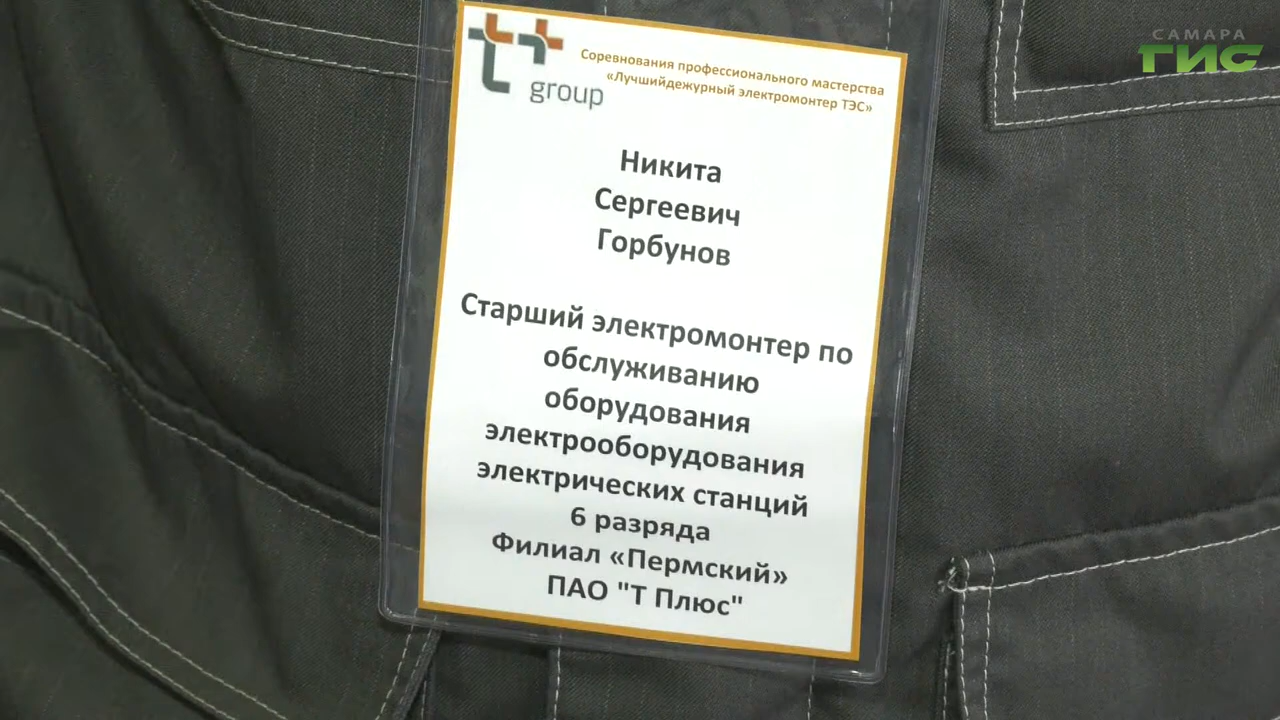 САМАРА
ГИС
group
Соревнования профессионального мастерства
«Лучшийдежурный электромонтер ТЭС»
Никита
Сергеевич
Горбунов
Старший электромонтер по
обслуживанию
оборудования
электрооборудования
электрических станций
6 разряда
Филиал «Пермский»
ПАО "Т Плюс"